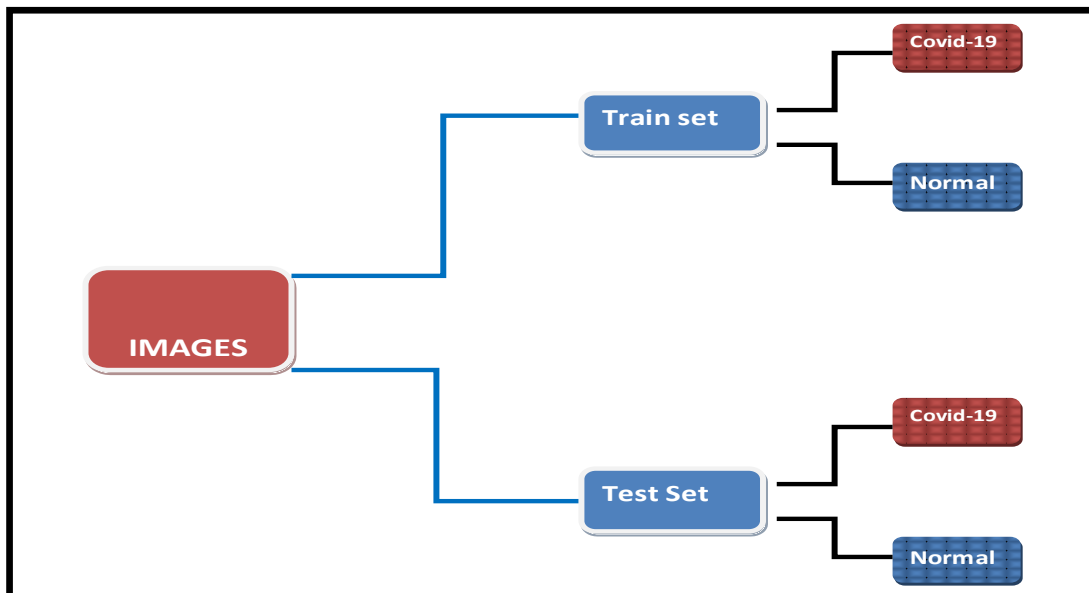 Covid-19
Train set
Normal
IMAGES
Covid-19
Test Set
Normal